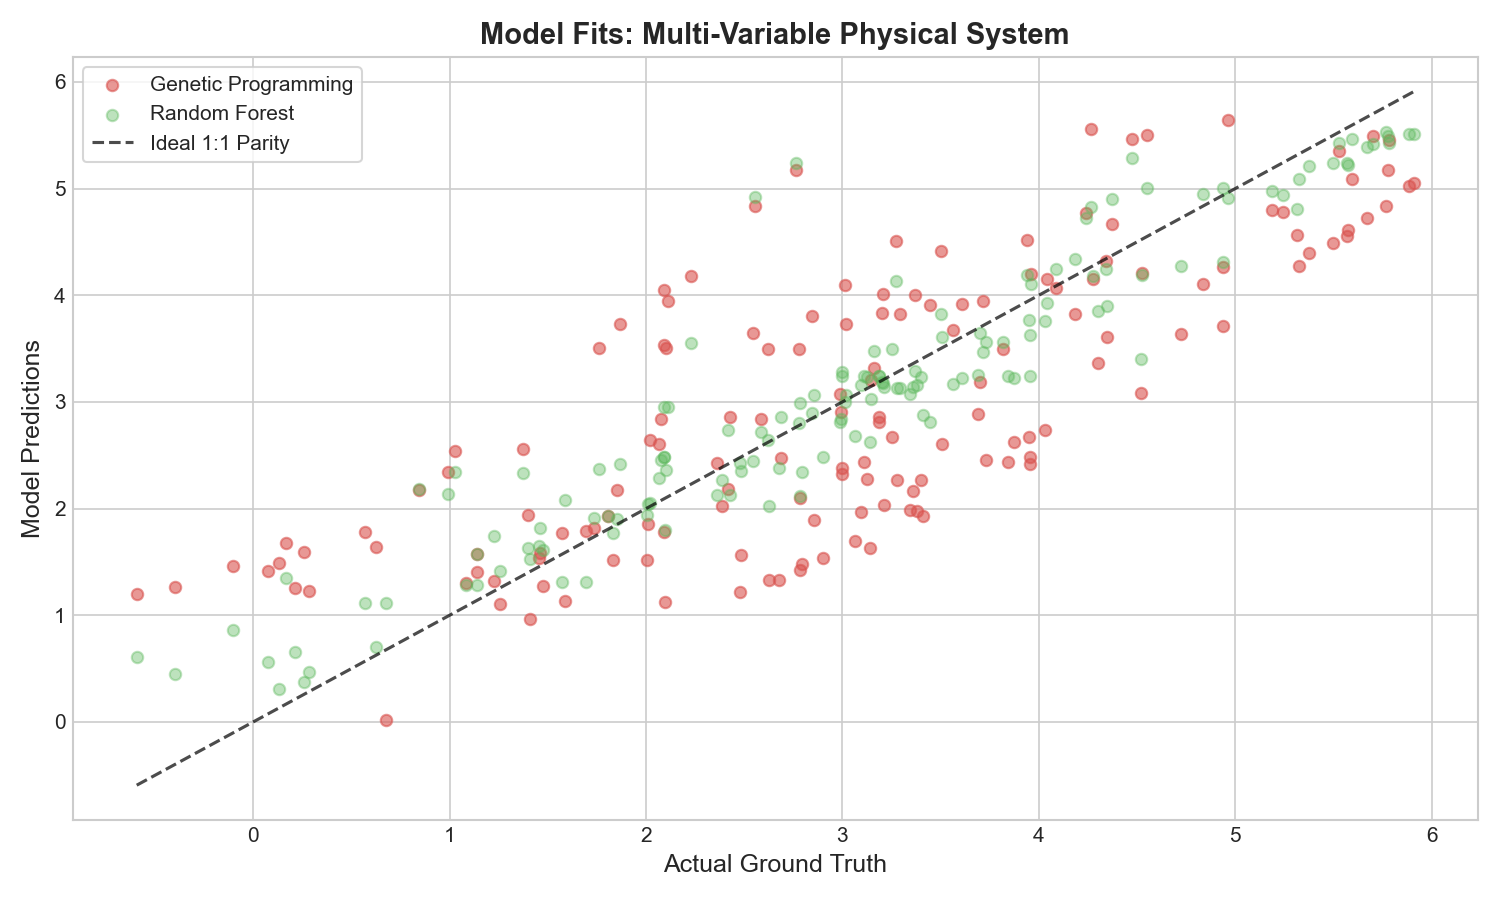 Model Fits: Multi-Variable Physical System
Genetic Programming
Random Forest
Ideal 1:1 Parity
Model Predictions
6
5
4
3
2
1
0
0 1 2 3 4 5 6
Actual Ground Truth